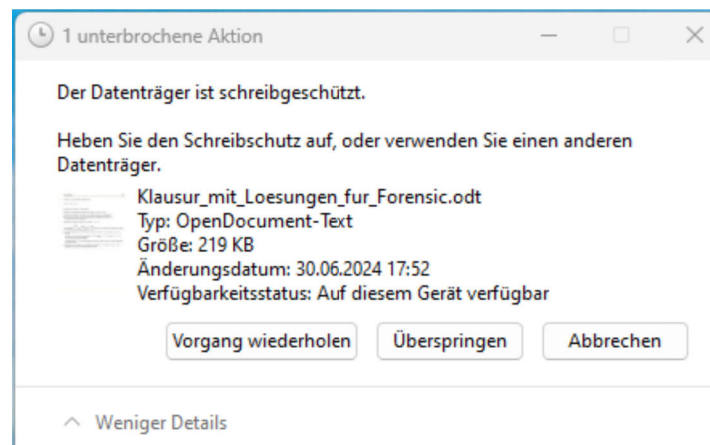 1 unterbrochene Aktion
Der Datenträger ist schreibgeschützt.
Heben Sie den Schreibschutz auf, oder verwenden Sie einen anderen
Datenträger.
Klausur_mit_Loesungen_fur_Forensic.odt
Typ: OpenDocument-Text
Größe: 219 KB
Änderungsdatum: 30.06.2024 17:52
Verfügbarkeitsstatus: Auf diesem Gerät verfügbar
Vorgang wiederholen Überspringen Abbrechen
Weniger Details